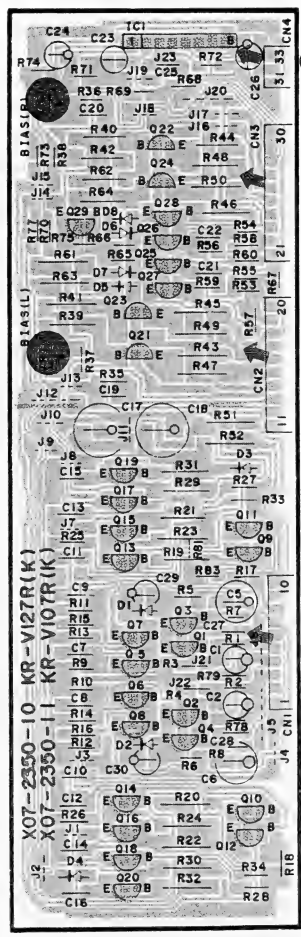 C24 C23 IC1 CN4
B
R74 R71 J23 R72 J19 C25 R68 C26 31 33
BIAS(R) R36 R69 J20
C20 J18 J17
R40 Q22 J16 R44 CN3 30
R73 R38 R42 B E R48
J15 R62 Q24
J14 R64 B E R50
EQ29 B D8 Q28 R46
R77 R70 D6 E B R54
R75 R66 Q26 C22 R58
R61 R65 Q25 E B R56 R60 21
R63 D7 Q27 E B C21 R55
D5 E B R59 R53 R67
R41 Q23 R45 20
BIAS(L) R39 B E R49 R57
Q21 R43
R37 B E R47 CN2
J13 R35
J12 C19
J10 C17 C18 R51 11
J9 J11 R52
J8 Q19 R31 D3
C15 E B R29 R27
Q17 R33
C13 E B R21 Q11
J7 Q15 R23 E B
R25 E B Q9
C11 Q13 R19 R81 E B
E B R83 R17
C9 C29 R5 C5 10
R11 D1 R7
R15 Q3 C27
R13 Q7 E B R1
C7 E B Q1 C1
R9 Q5 E B J21
R10 E B R3 R79 R2
C8 Q6 J22 C2
R14 E B R4 Q2
R16 Q8 E B R78 J5
R12 E B Q4 CN1
J3 D2 E B C28 R8 J4
C10 C30 R6 C6
C12 Q14 R20 Q10
R26 E B E B
J1 Q16 R24
C14 E B R22 E B
J2 D4 Q18 R30 Q12 R34 R18
E B R32
C16 Q20 B R28
X07-2350-10 KR-V127R(K)
X07-2350-11 KR-V107R(K)